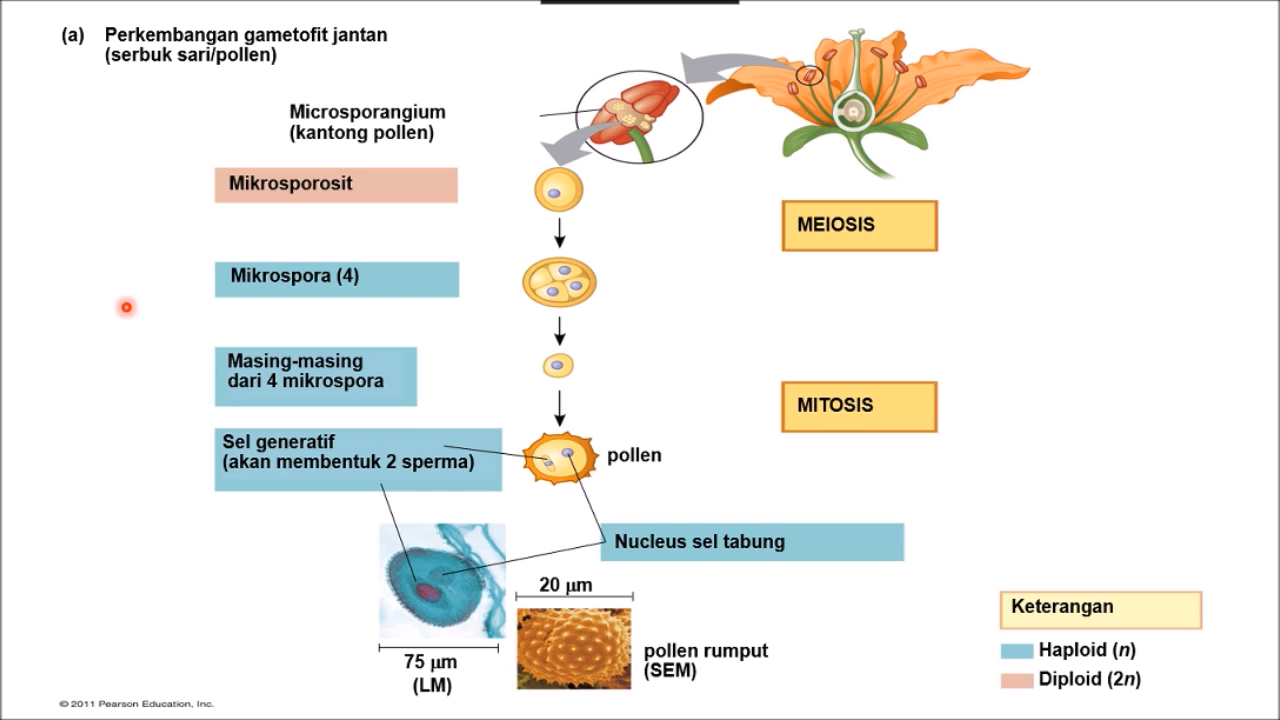 (a) Perkembangan gametofit jantan
(serbuk sari/pollen)
Microsporangium
(kantong pollen)
Mikrosporosit
MEIOSIS
Mikrospora (4)
Masing-masing
dari 4 mikrospora
MITOSIS
Sel generatif
(akan membentuk 2 sperma)
pollen
Nucleus sel tabung
20 μm
75 μm
(LM)
pollen rumput
(SEM)
Keterangan
Haploid (n)
Diploid (2n)
© 2011 Pearson Education, Inc.